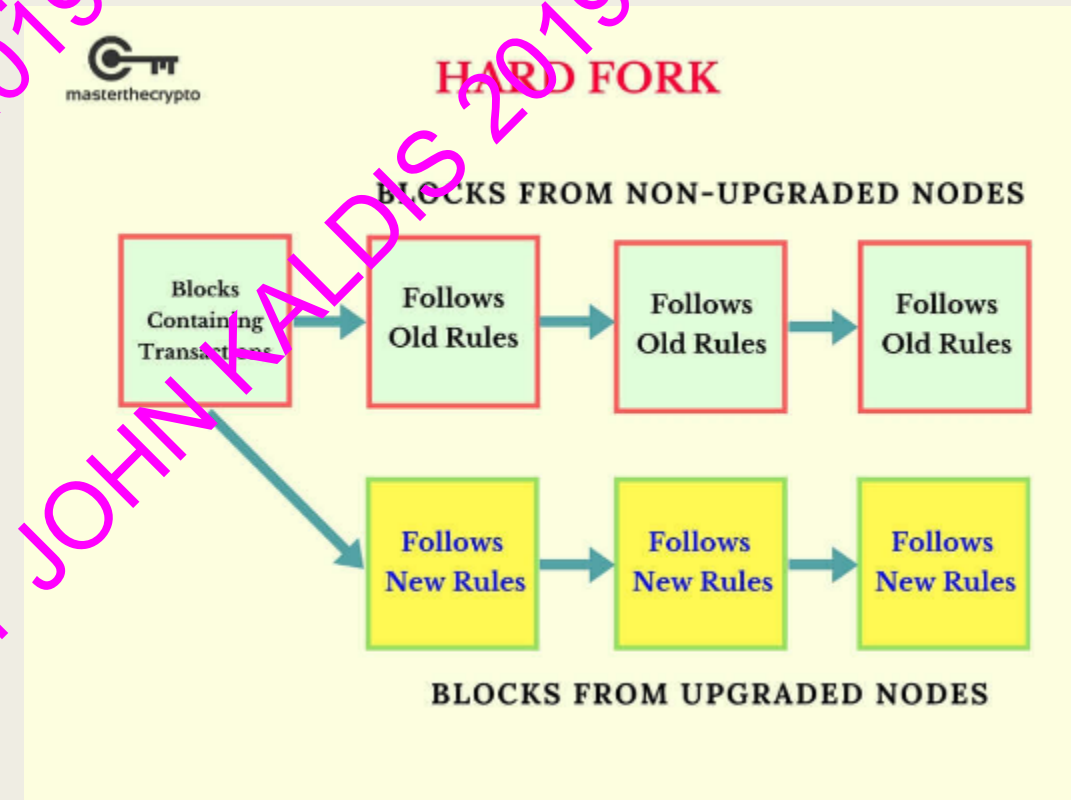 masterthecrypto
HARD FORK
BLOCKS FROM NON-UPGRADED NODES
Blocks
Containing
Transactions
Follows
Old Rules
Follows
Old Rules
Follows
Old Rules
Follows
New Rules
Follows
New Rules
Follows
New Rules
BLOCKS FROM UPGRADED NODES
JOHN KALDIS 2019
2019